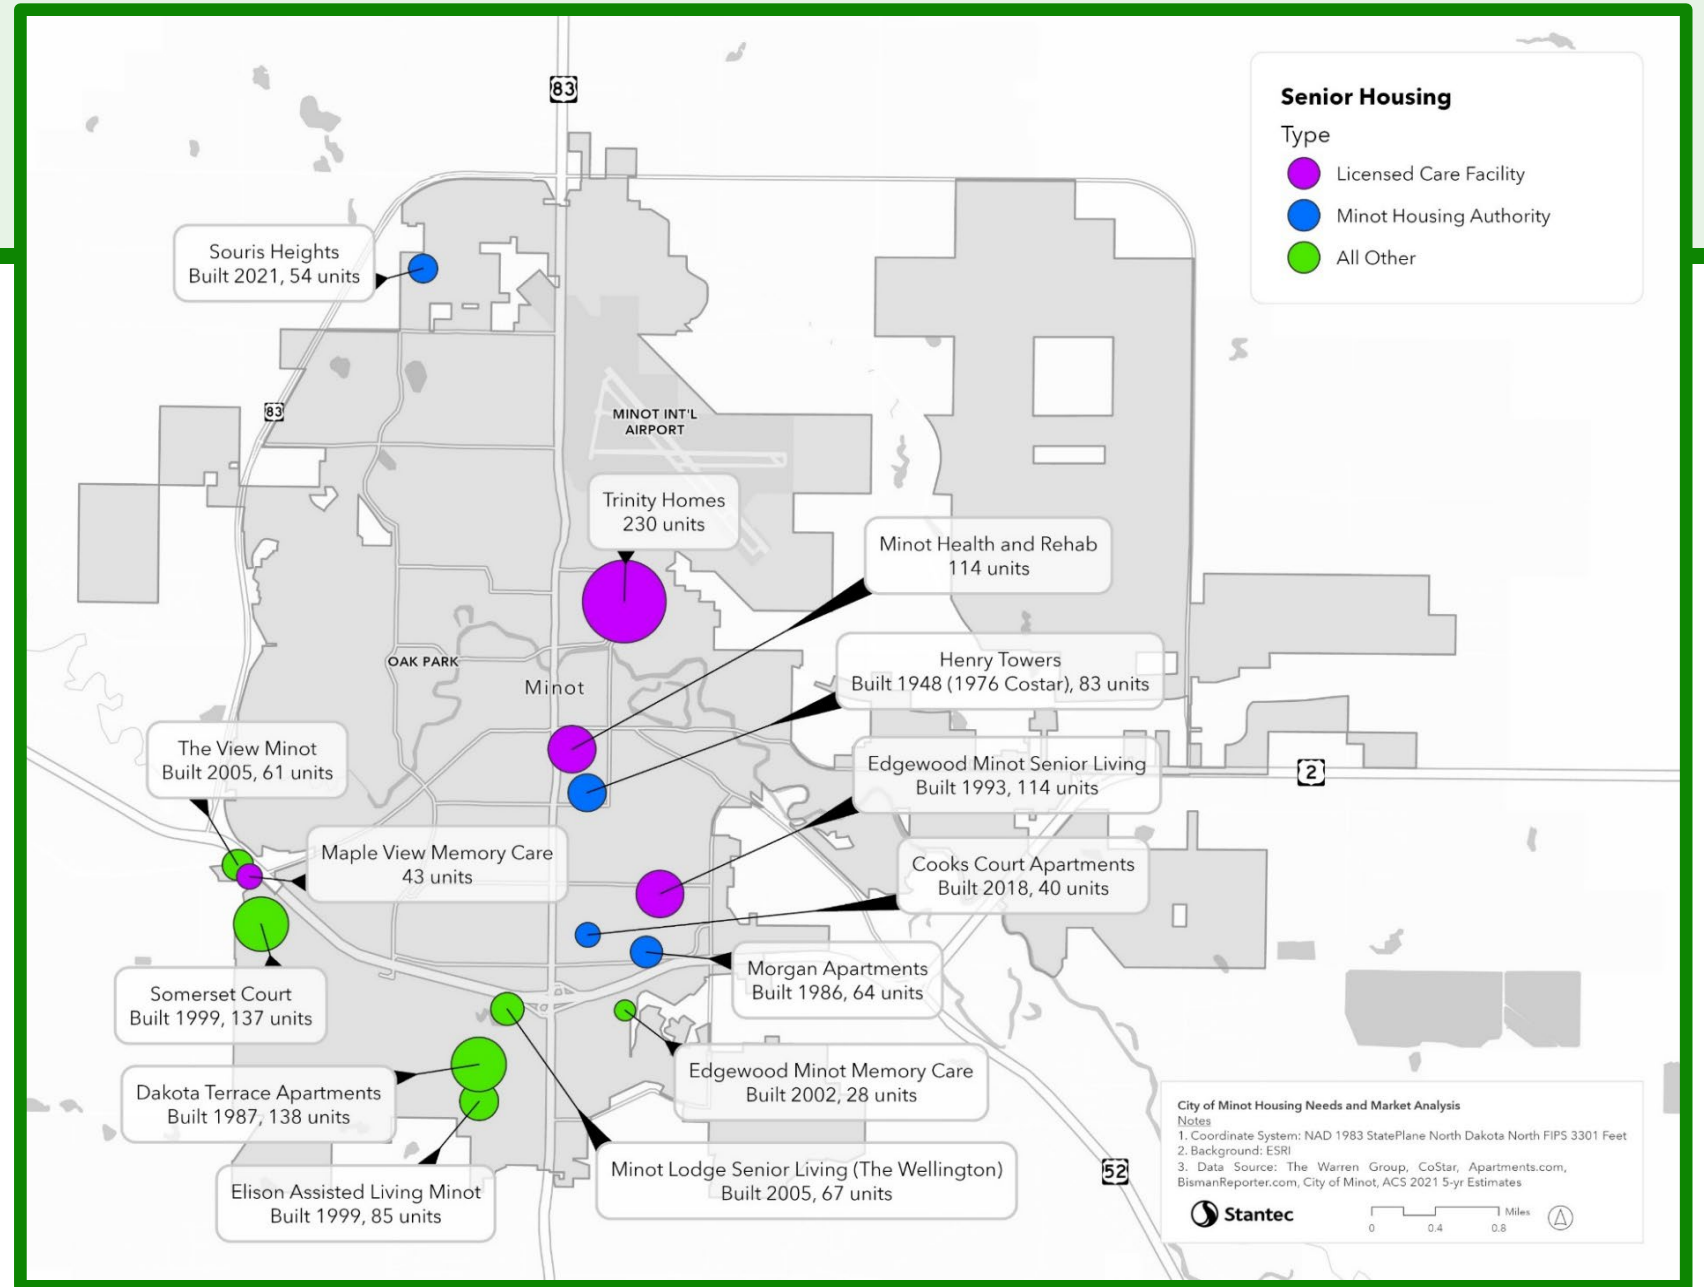 83
Senior Housing
Type
Licensed Care Facility
Minot Housing Authority
All Other
Souris Heights
Built 2021, 54 units
83
MINOT INT'L
AIRPORT
Trinity Homes
230 units
Minot Health and Rehab
114 units
Henry Towers
Built 1948 (1976 Costar), 83 units
OAK PARK
Minot
The View Minot
Built 2005, 61 units
Edgewood Minot Senior Living
Built 1993, 114 units
2
Maple View Memory Care
43 units
Cooks Court Apartments
Built 2018, 40 units
Morgan Apartments
Built 1986, 64 units
Somerset Court
Built 1999, 137 units
Edgewood Minot Memory Care
Built 2002, 28 units
Dakota Terrace Apartments
Built 1987, 138 units
Minot Lodge Senior Living (The Wellington)
Built 2005, 67 units
Elison Assisted Living Minot
Built 1999, 85 units
52
City of Minot Housing Needs and Market Analysis
Notes
1. Coordinate System: NAD 1983 StatePlane North Dakota North FIPS 3301 Feet
2. Background: ESRI
3. Data Source: The Warren Group, CoStar, Apartments.com,
BismanReporter.com, City of Minot, ACS 2021 5-yr Estimates
Stantec
Miles
0 0.4 0.8